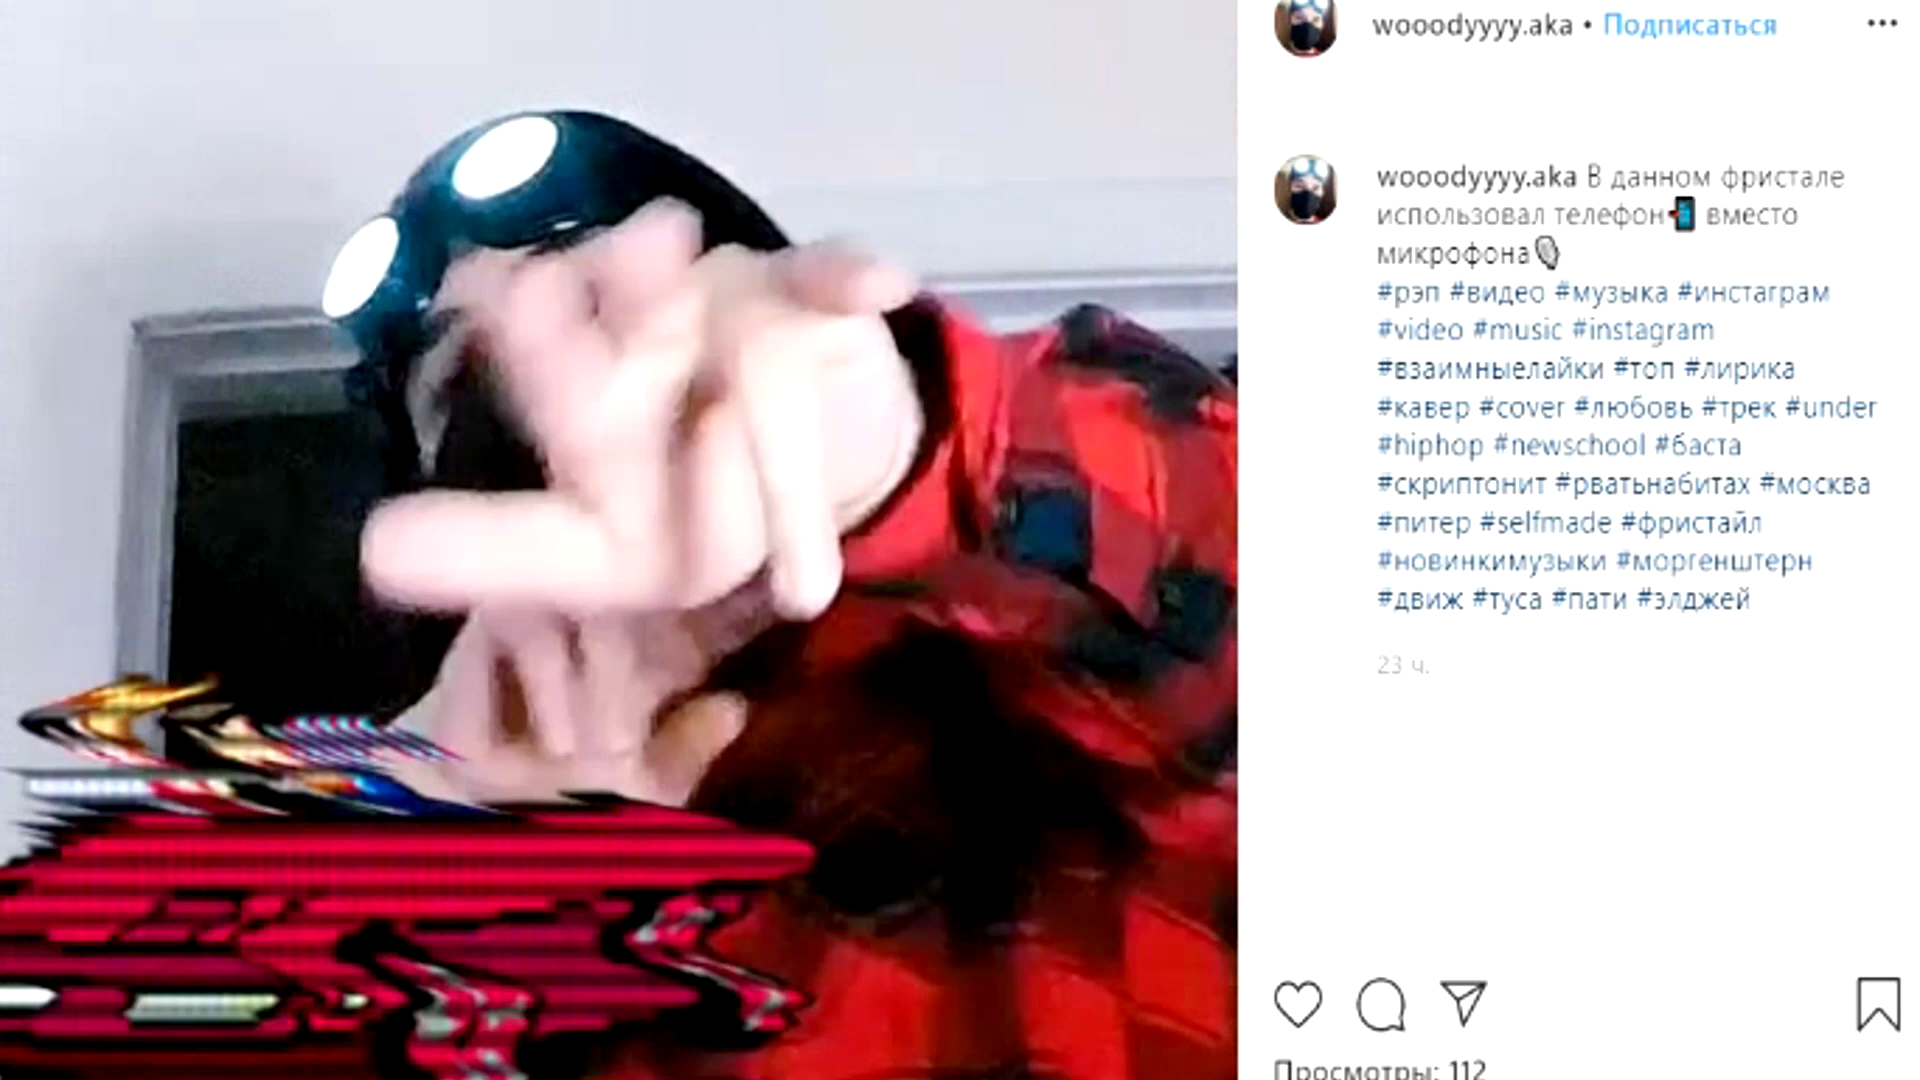 wooodyyyy.aka • Подписаться
wooodyyyy.aka В данном фристале
использовал телефон📲 вместо
микрофона🎙
#рэп #видео #музыка #инстаграм
#video #music #instagram
#взаимныелайки #топ #лирика
#кавер #cover #любовь #трек #under
#hiphop #newschool #баста
#скриптонит #рватьнабитах #москва
#питер #selfmade #фристайл
#новинкимузыки #моргенштерн
#движ #туса #пати #элджей
23 ч.
Просмотры: 112